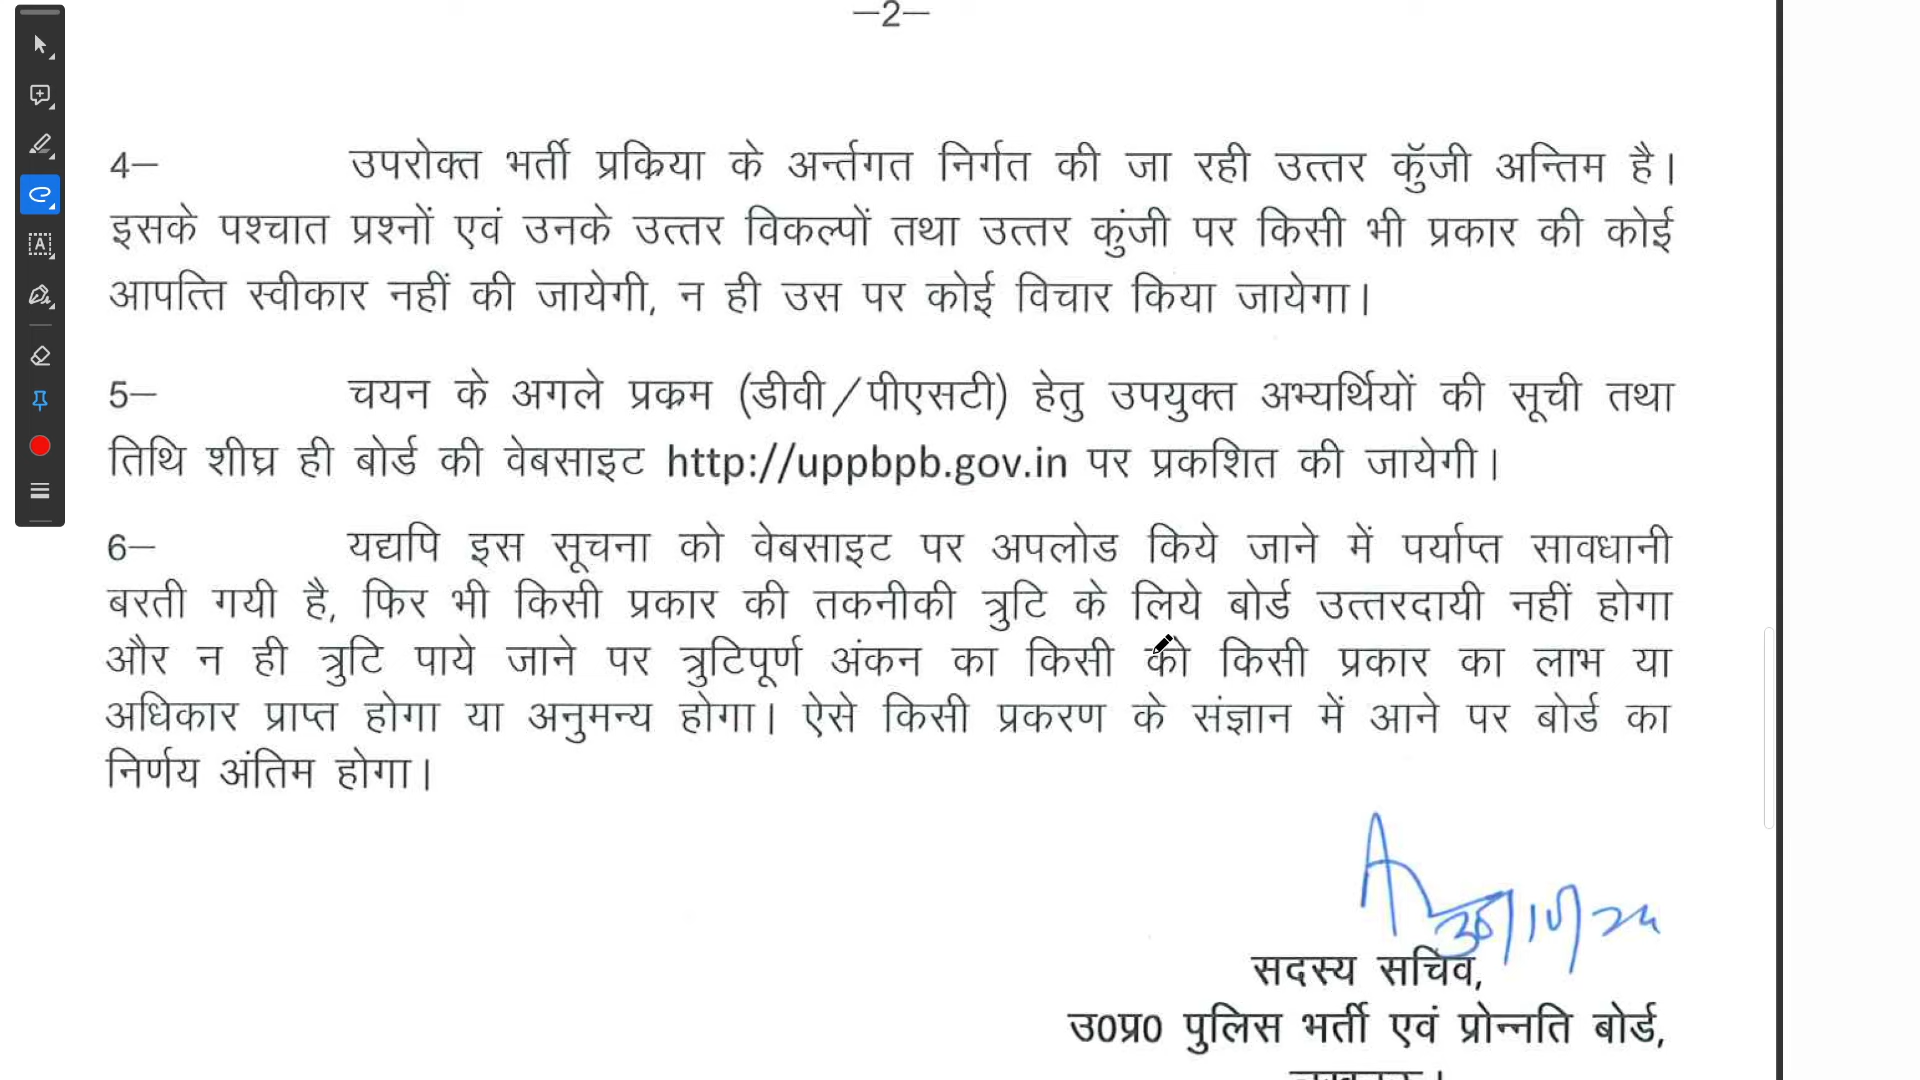 —2—
4— उपरोक्त भर्ती प्रकिया के अर्न्तगत निर्गत की जा रही उत्तर कुॅंजी अन्तिम है।
इसके पश्चात प्रश्नों एवं उनके उत्तर विकल्पों तथा उत्तर कुंजी पर किसी भी प्रकार की कोई
आपत्ति स्वीकार नहीं की जायेगी, न ही उस पर कोई विचार किया जायेगा।
5— चयन के अगले प्रकम (डीवी/पीएसटी) हेतु उपयुक्त अभ्यर्थियों की सूची तथा
तिथि शीघ्र ही बोर्ड की वेबसाइट http://uppbpb.gov.in पर प्रकशित की जायेगी।
6— यद्यपि इस सूचना को वेबसाइट पर अपलोड किये जाने में पर्याप्त सावधानी
बरती गयी है, फिर भी किसी प्रकार की तकनीकी त्रुटि के लिये बोर्ड उत्तरदायी नहीं होगा
और न ही त्रुटि पाये जाने पर त्रुटिपूर्ण अंकन का किसी को किसी प्रकार का लाभ या
अधिकार प्राप्त होगा या अनुमन्य होगा। ऐसे किसी प्रकरण के संज्ञान में आने पर बोर्ड का
निर्णय अंतिम होगा।
सदस्य सचिव,
उ0प्र0 पुलिस भर्ती एवं प्रोन्नति बोर्ड,